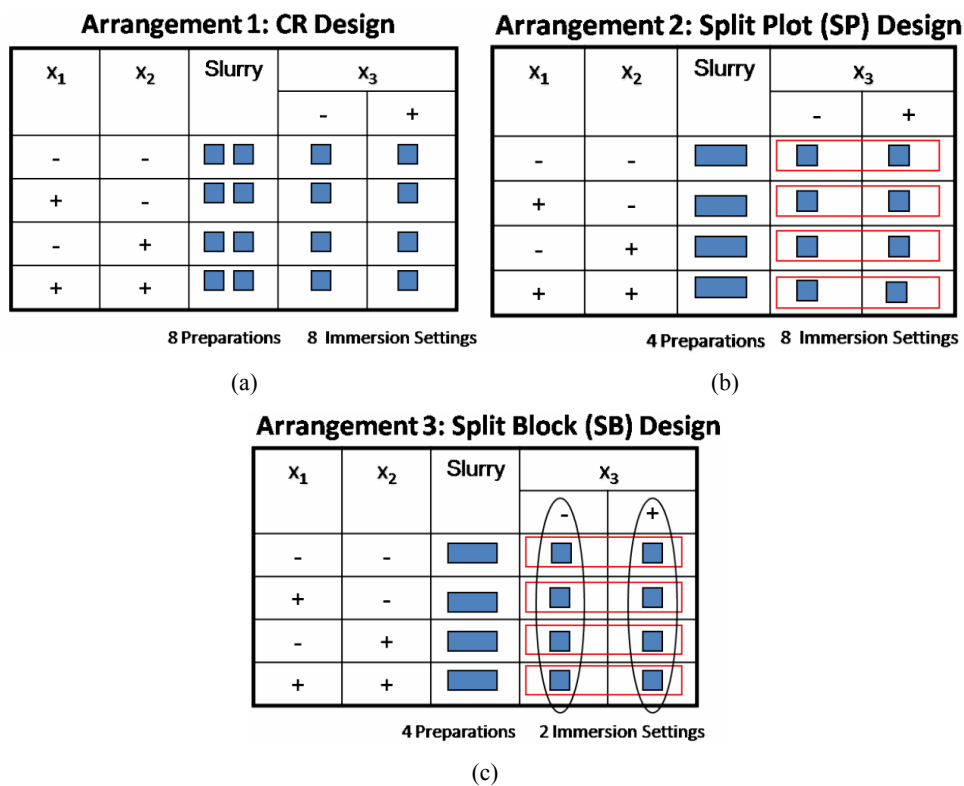 Arrangement 1: CR Design
x1 x2 Slurry x3
- +
- -
+ -
- +
+ +
8 Preparations 8 Immersion Settings
(a)
Arrangement 2: Split Plot (SP) Design
x1 x2 Slurry x3
- +
- -
+ -
- +
+ +
4 Preparations 8 Immersion Settings
(b)
Arrangement 3: Split Block (SB) Design
x1 x2 Slurry x3
- +
- -
+ -
- +
+ +
4 Preparations 2 Immersion Settings
(c)